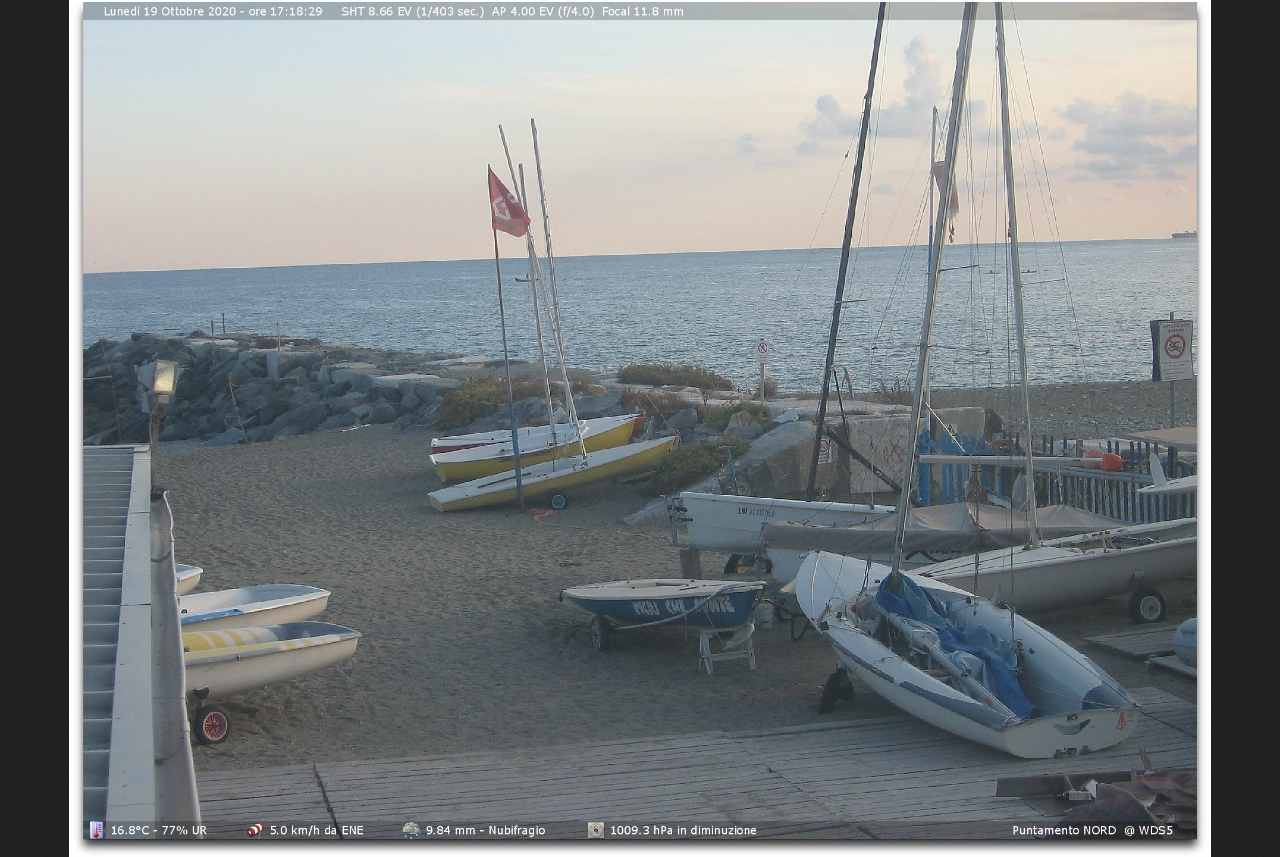 Lunedi 19 Ottobre 2020 - ore 17:18:29 SHT 8.66 EV (1/403 sec.) AP 4.00 EV (f/4.0) Focal 11.8 mm
16.8°C - 77% UR 5.0 km/h da ENE 9.84 mm - Nubifragio 1009.3 hPa in diminuzione Puntamento NORD @ WDS5